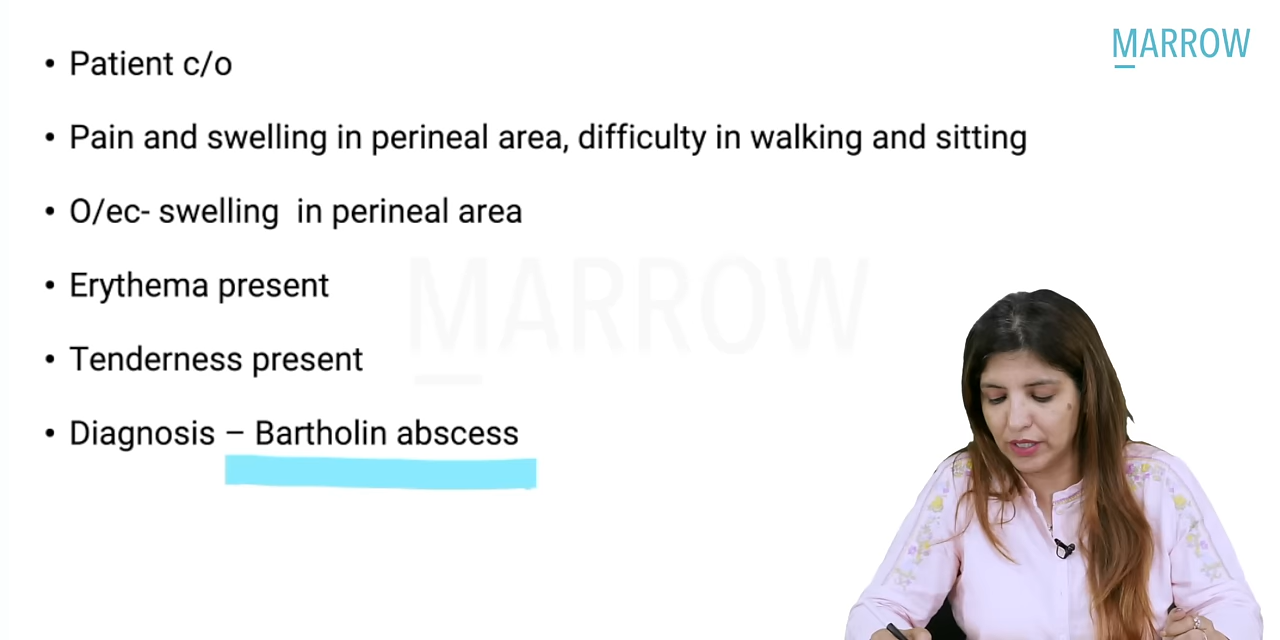 MARROW
• Patient c/o
• Pain and swelling in perineal area, difficulty in walking and sitting
• O/ec- swelling  in perineal area
• Erythema present
MARROW
• Tenderness present
• Diagnosis – Bartholin abscess